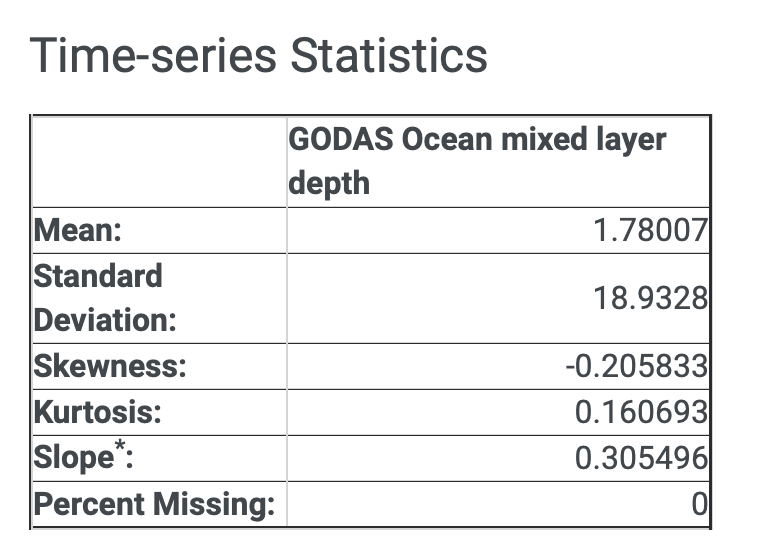 Time-series Statistics
GODAS Ocean mixed layer
depth
Mean: 1.78007
Standard
Deviation: 18.9328
Skewness: -0.205833
Kurtosis: 0.160693
Slope*: 0.305496
Percent Missing: 0